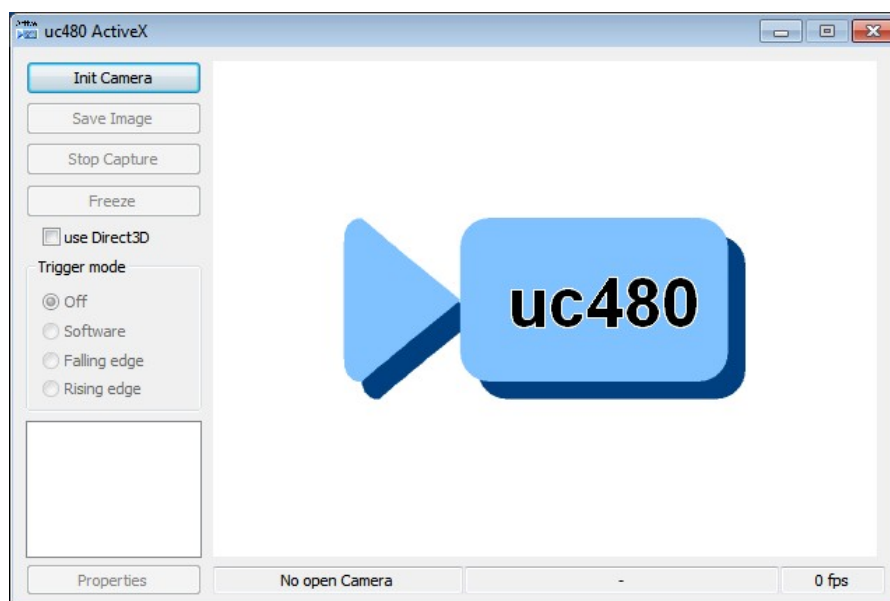 uc480 ActiveX
Init Camera
Save Image
Stop Capture
Freeze
use Direct3D
Trigger mode
Off
Software
Falling edge
Rising edge
uc480
Properties
No open Camera
-
0 fps